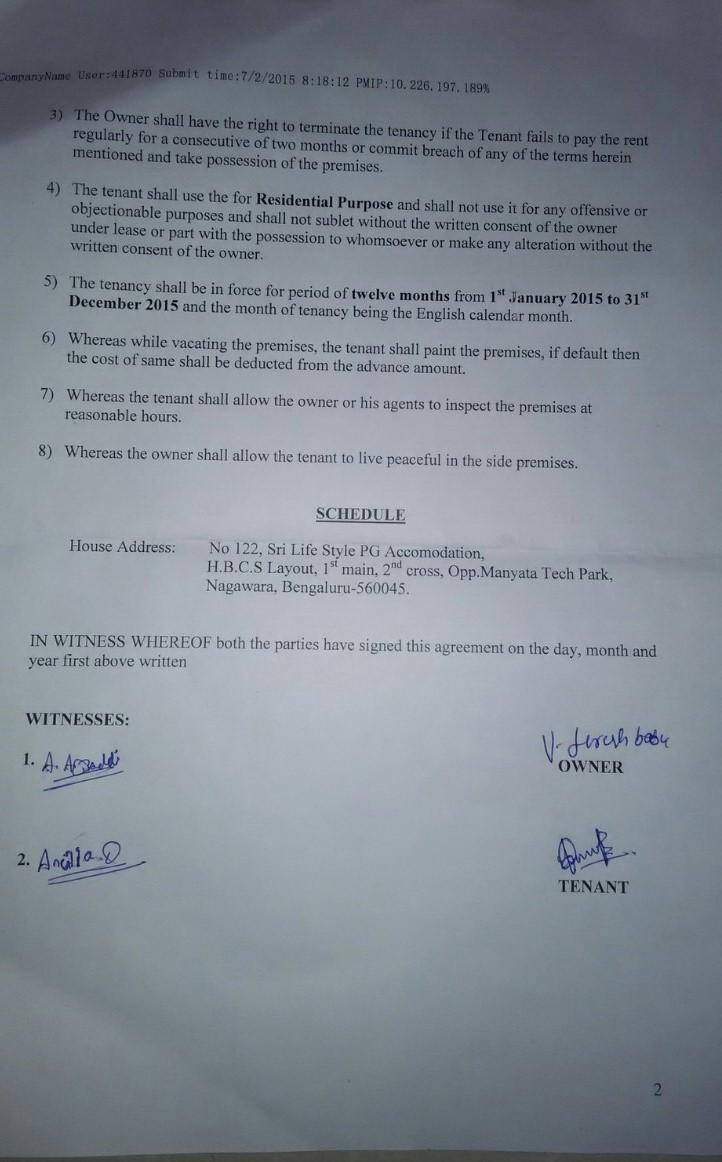 CompanyName User:441870 Submit time:7/2/2015 8:18:12 PMIP:10.226.197.189%
3) The Owner shall have the right to terminate the tenancy if the Tenant fails to pay the rent
regularly for a consecutive of two months or commit breach of any of the terms herein
mentioned and take possession of the premises.
4) The tenant shall use the for Residential Purpose and shall not use it for any offensive or
objectionable purposes and shall not sublet without the written consent of the owner
under lease or part with the possession to whomsoever or make any alteration without the
written consent of the owner.
5) The tenancy shall be in force for period of twelve months from 1st January 2015 to 31st
December 2015 and the month of tenancy being the English calendar month.
6) Whereas while vacating the premises, the tenant shall paint the premises, if default then
the cost of same shall be deducted from the advance amount.
7) Whereas the tenant shall allow the owner or his agents to inspect the premises at
reasonable hours.
8) Whereas the owner shall allow the tenant to live peaceful in the side premises.
SCHEDULE
House Address: No 122, Sri Life Style PG Accomodation,
H.B.C.S Layout, 1st main, 2nd cross, Opp.Manyata Tech Park,
Nagawara, Bengaluru-560045.
IN WITNESS WHEREOF both the parties have signed this agreement on the day, month and
year first above written
WITNESSES:
V.
OWNER
1. A.
2. Ancilla.D
TENANT
2